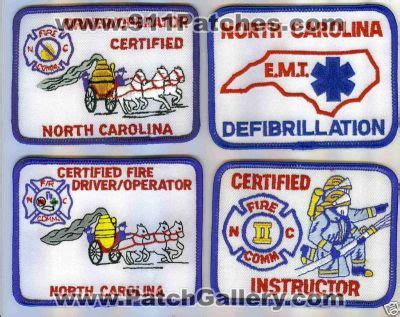 CERTIFIED
FIRE
N C
COMM.
NORTH CAROLINA
NORTH CAROLINA
E.M.T.
DEFIBRILLATION
CERTIFIED FIRE
DRIVER/OPERATOR
FIRE
N C
COMM.
NORTH CAROLINA
CERTIFIED
FIRE
N II C
COMM
INSTRUCTOR
www.PatchGallery.com